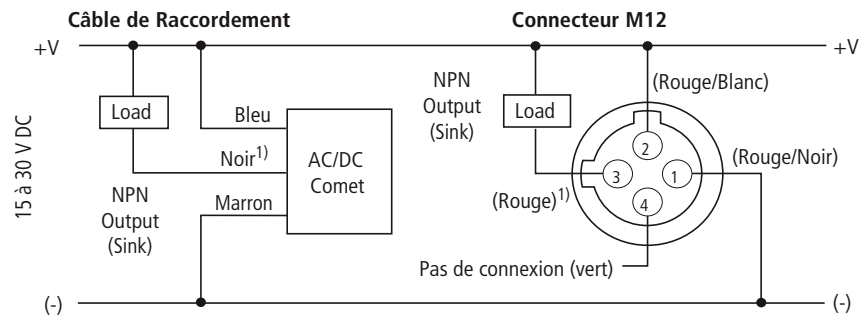 Câble de Raccordement
Connecteur M12
+V
+V
15 à 30 V DC
Load
Bleu
Noir1)
Marron
AC/DC
Comet
NPN
Output
(Sink)
NPN
Output
(Sink)
Load
(Rouge/Blanc)
(Rouge/Noir)
2
3
1
4
(Rouge)1)
Pas de connexion (vert)
(-)
(-)